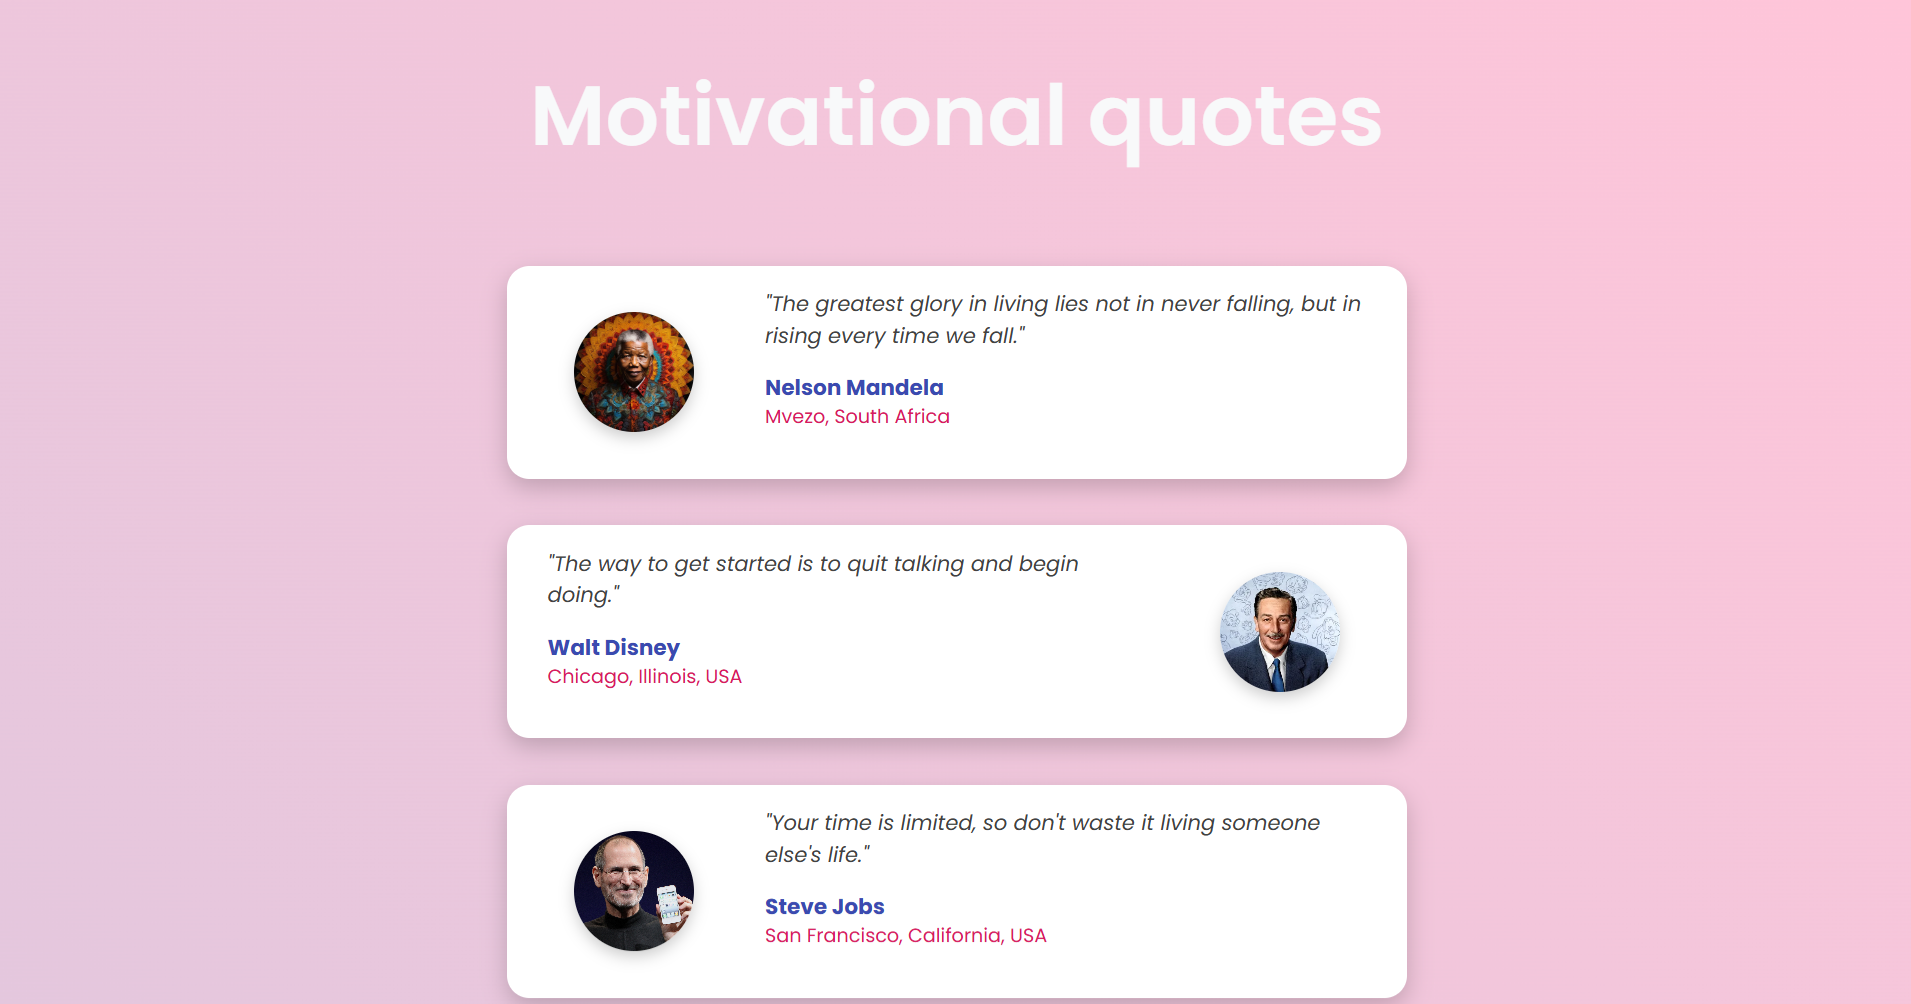 Motivational quotes
"The greatest glory in living lies not in never falling, but in
rising every time we fall."
Nelson Mandela
Mvezo, South Africa
"The way to get started is to quit talking and begin
doing."
Walt Disney
Chicago, Illinois, USA
"Your time is limited, so don't waste it living someone
else's life."
Steve Jobs
San Francisco, California, USA